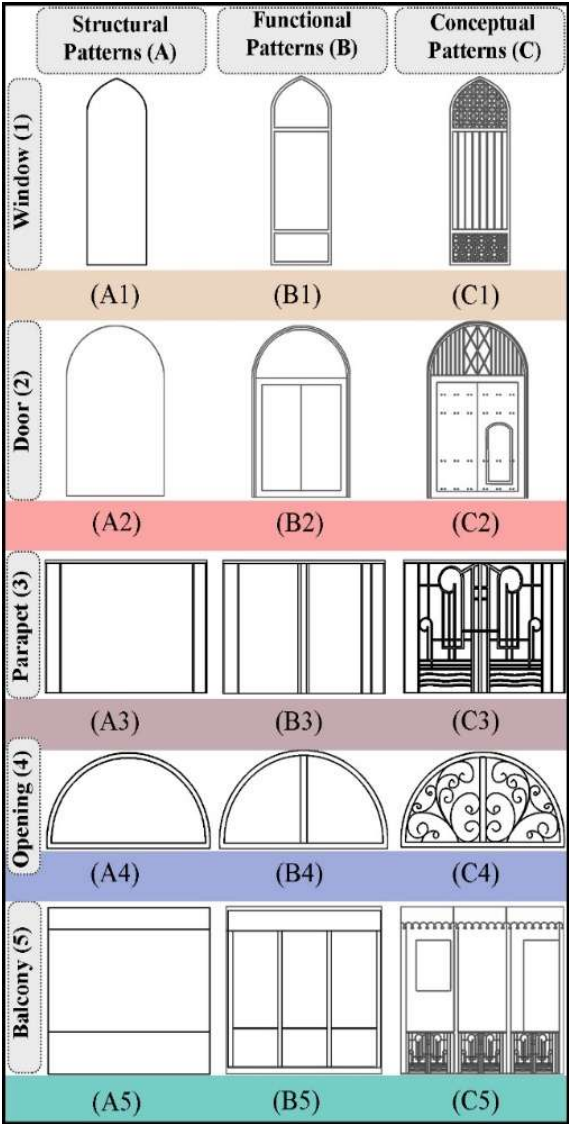 Structural
Patterns (A)
Functional
Patterns (B)
Conceptual
Patterns (C)
Window (1)
(A1)
(B1)
(C1)
Door (2)
(A2)
(B2)
(C2)
Parapet (3)
(A3)
(B3)
(C3)
Opening (4)
(A4)
(B4)
(C4)
Balcony (5)
(A5)
(B5)
(C5)